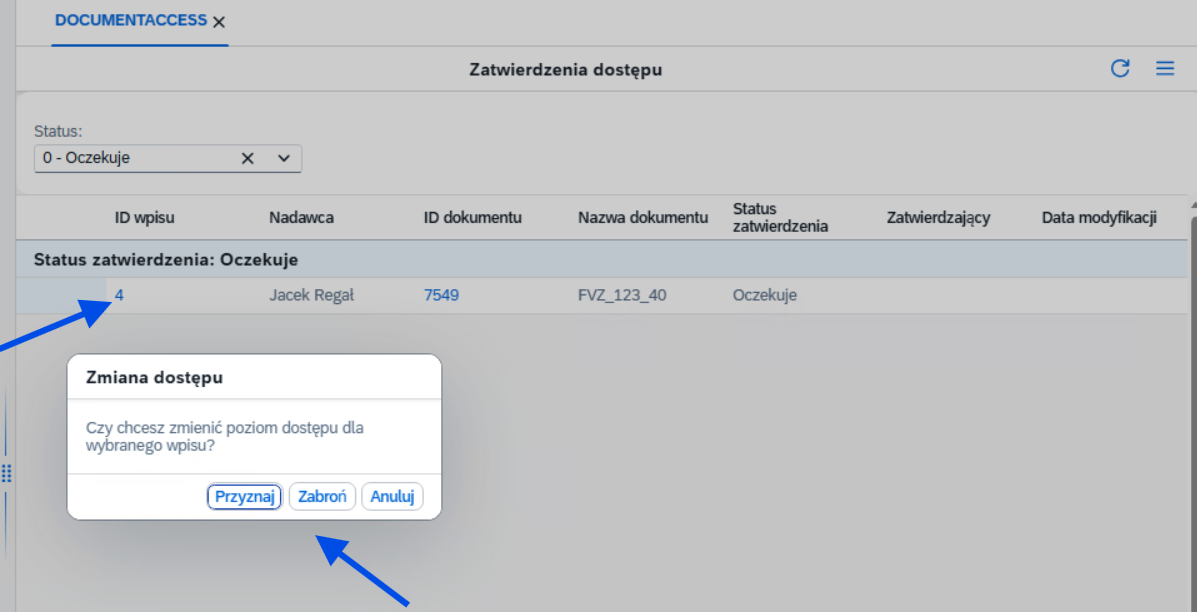 DOCUMENTACCESS
Zatwierdzenia dostępu
Status:
0 - Oczekuje
ID wpisu Nadawca ID dokumentu Nazwa dokumentu Status zatwierdzenia Zatwierdzający Data modyfikacji
Status zatwierdzenia: Oczekuje
4 Jacek Regał 7549 FVZ_123_40 Oczekuje
Zmiana dostępu
Czy chcesz zmienić poziom dostępu dla
wybranego wpisu?
Przyznaj Zabroń Anuluj